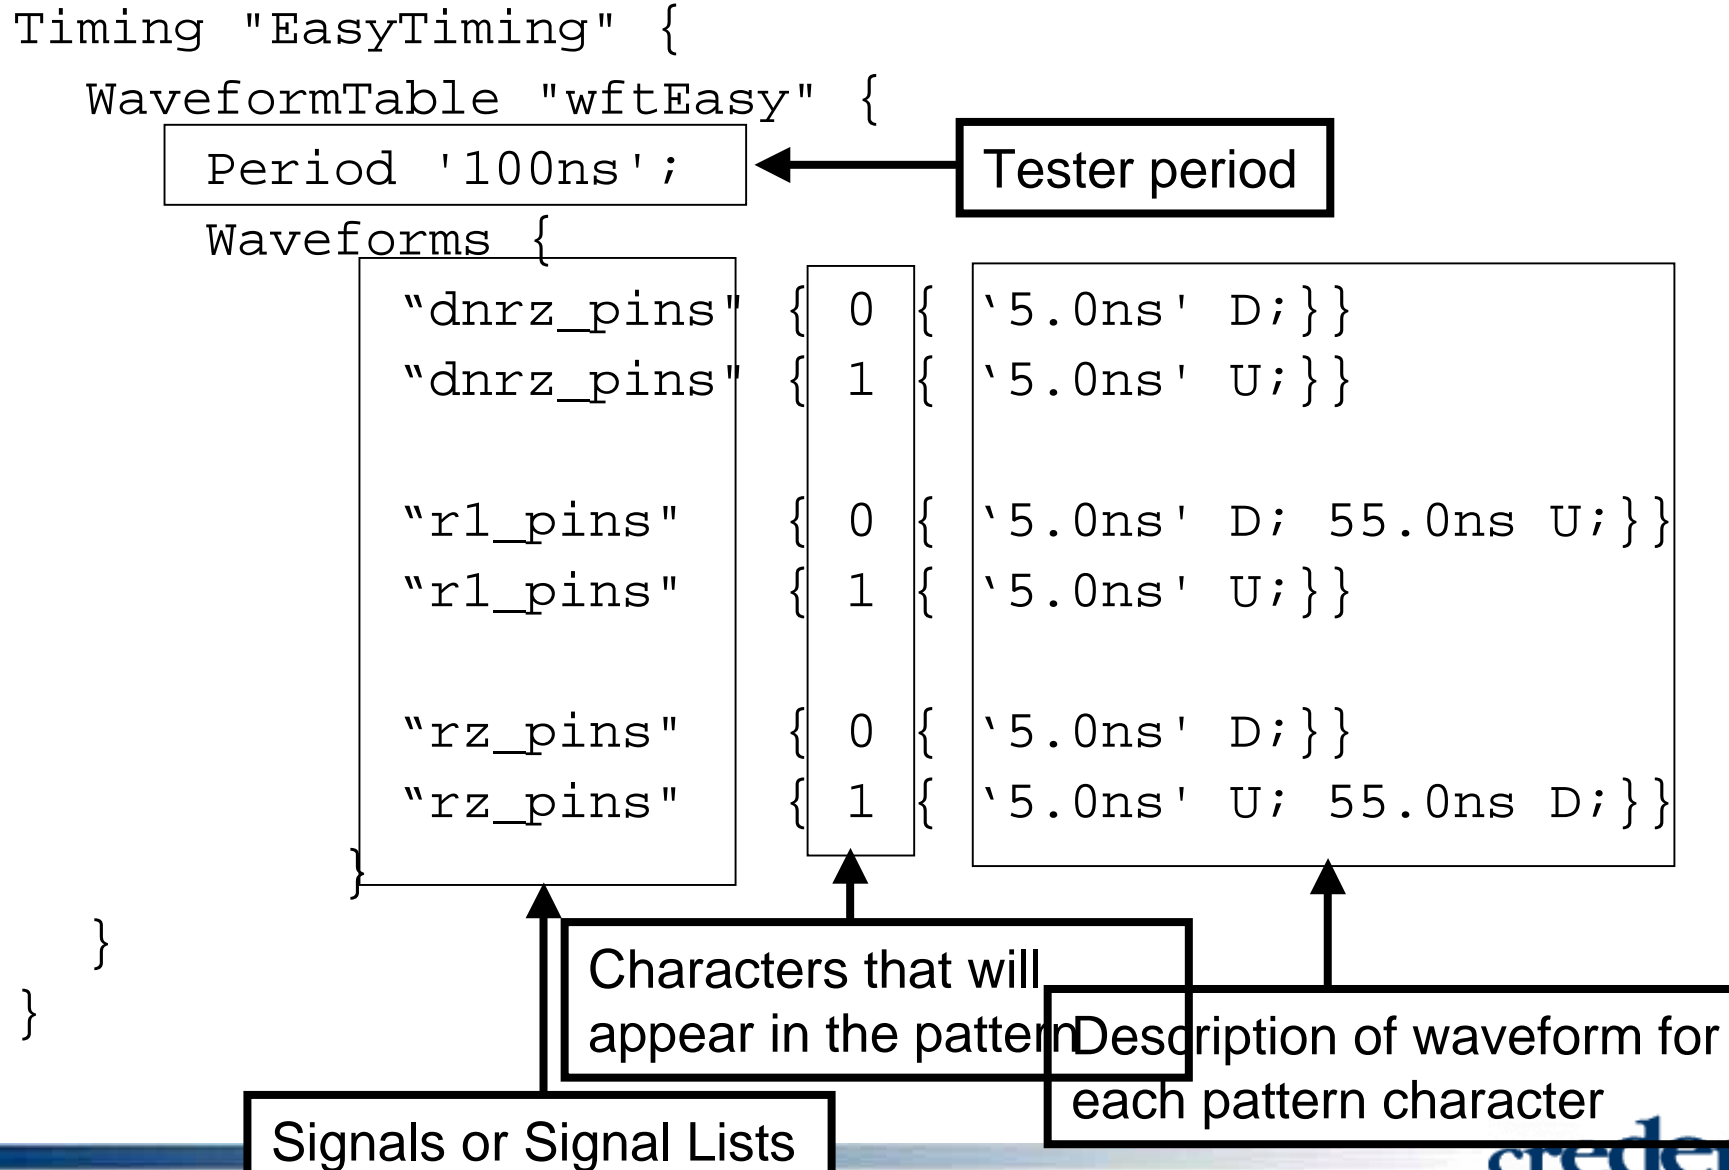 Timing "EasyTiming" {
WaveformTable "wftEasy" {
Period '100ns';
Tester period
Waveforms {
“dnrz_pins" { 0 { ‘5.0ns' D;}}
“dnrz_pins" { 1 { ‘5.0ns' U;}}
“r1_pins" { 0 { ‘5.0ns' D; 55.0ns U;}}
“r1_pins" { 1 { ‘5.0ns' U;}}
“rz_pins" { 0 { ‘5.0ns' D;}}
“rz_pins" { 1 { ‘5.0ns' U; 55.0ns D;}}
}
}
}
Characters that will
appear in the pattern
Description of waveform for
each pattern character
Signals or Signal Lists